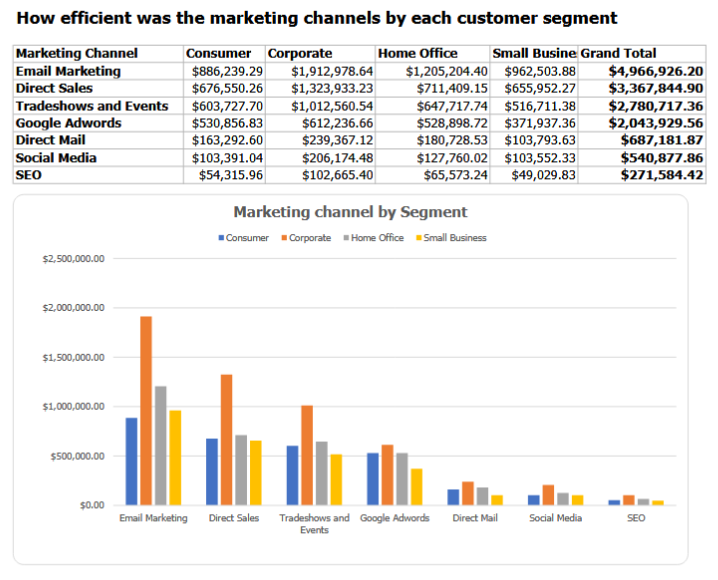 How efficient was the marketing channels by each customer segment
Marketing Channel Consumer Corporate Home Office Small Busine Grand Total
Email Marketing $886,239.29 $1,912,978.64 $1,205,204.40 $962,503.88 $4,966,926.20
Direct Sales $676,550.26 $1,323,933.23 $711,409.15 $655,952.27 $3,367,844.90
Tradeshows and Events $603,727.70 $1,012,560.54 $647,717.74 $516,711.38 $2,780,717.36
Google Adwords $530,856.83 $612,236.66 $528,898.72 $371,937.36 $2,043,929.56
Direct Mail $163,292.60 $239,367.12 $180,728.53 $103,793.63 $687,181.87
Social Media $103,391.04 $206,174.48 $127,760.02 $103,552.33 $540,877.86
SEO $54,315.96 $102,665.40 $65,573.24 $49,029.83 $271,584.42
Marketing channel by Segment
Consumer Corporate Home Office Small Business
$2,500,000.00
$2,000,000.00
$1,500,000.00
$1,000,000.00
$500,000.00
$0.00
Email Marketing Direct Sales Tradeshows and Google Adwords Direct Mail Social Media SEO
Events